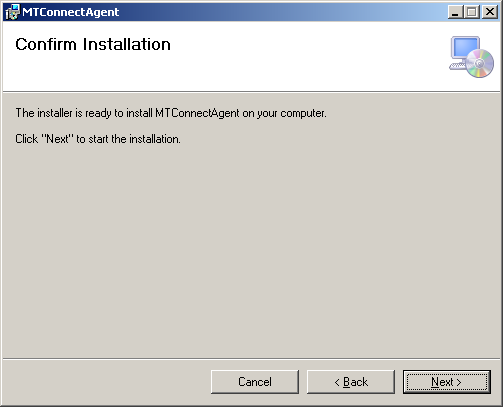 MTConnectAgent
Confirm Installation
The installer is ready to install MTConnectAgent on your computer.
Click "Next" to start the installation.
Cancel
< Back
Next >